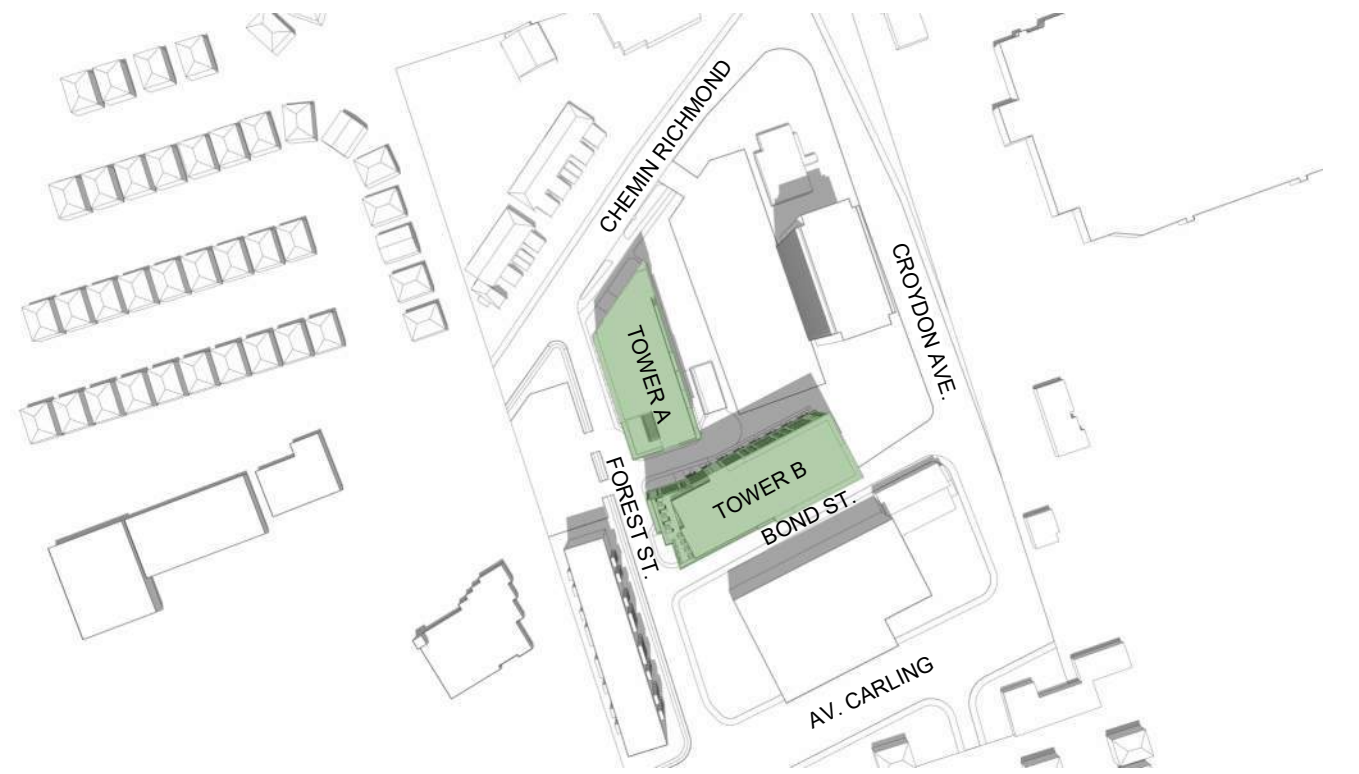 CHEMIN RICHMOND
CROYDON AVE.
TOWER A
TOWER B
FOREST ST.
BOND ST.
AV. CARLING